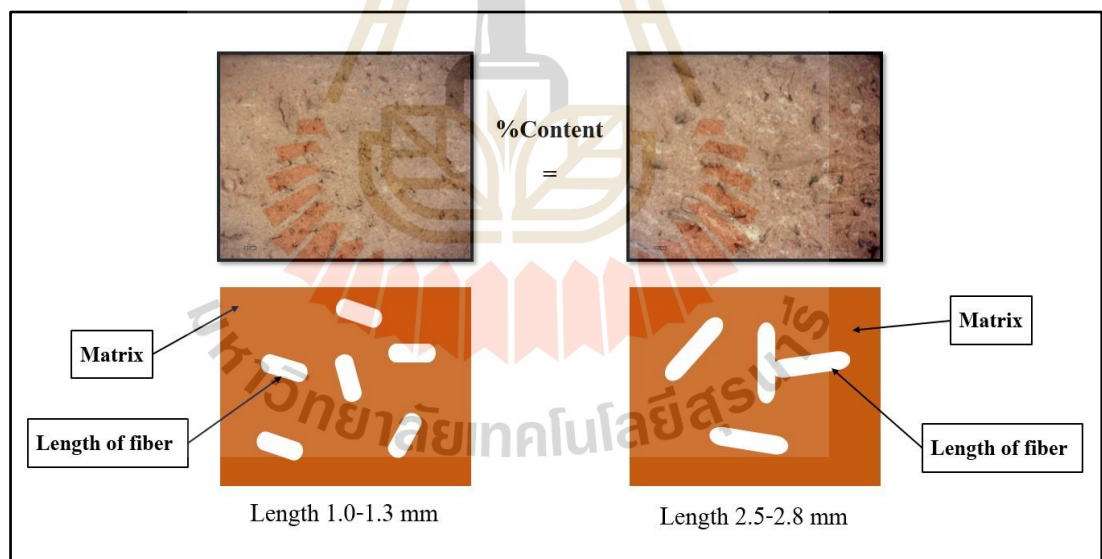 %Content
=
Matrix
Length of fiber
Matrix
Length of fiber
Length 1.0-1.3 mm
Length 2.5-2.8 mm
มหาวิทยาลัยเทคโนโลยีสุรนารี